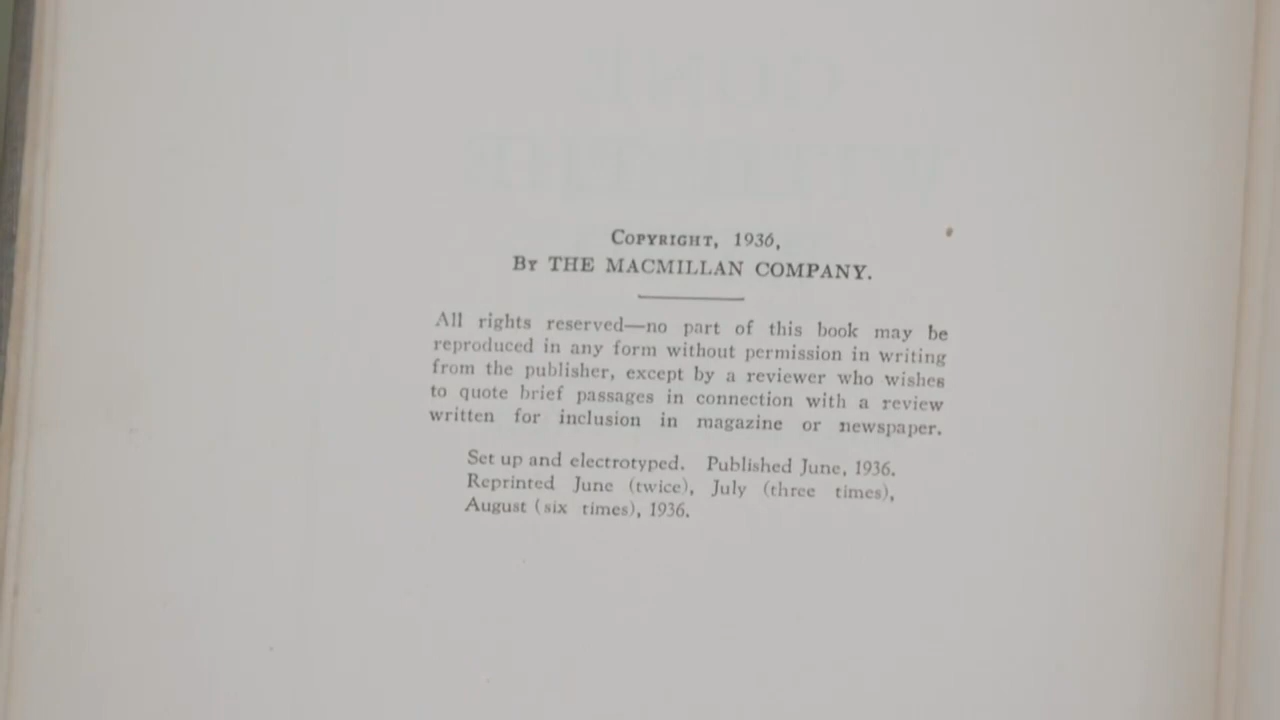 COPYRIGHT, 1936,
BY THE MACMILLAN COMPANY.
All rights reserved—no part of this book may be
reproduced in any form without permission in writing
from the publisher, except by a reviewer who wishes
to quote brief passages in connection with a review
written for inclusion in magazine or newspaper.
Set up and electrotyped. Published June, 1936.
Reprinted June (twice), July (three times),
August (six times), 1936.